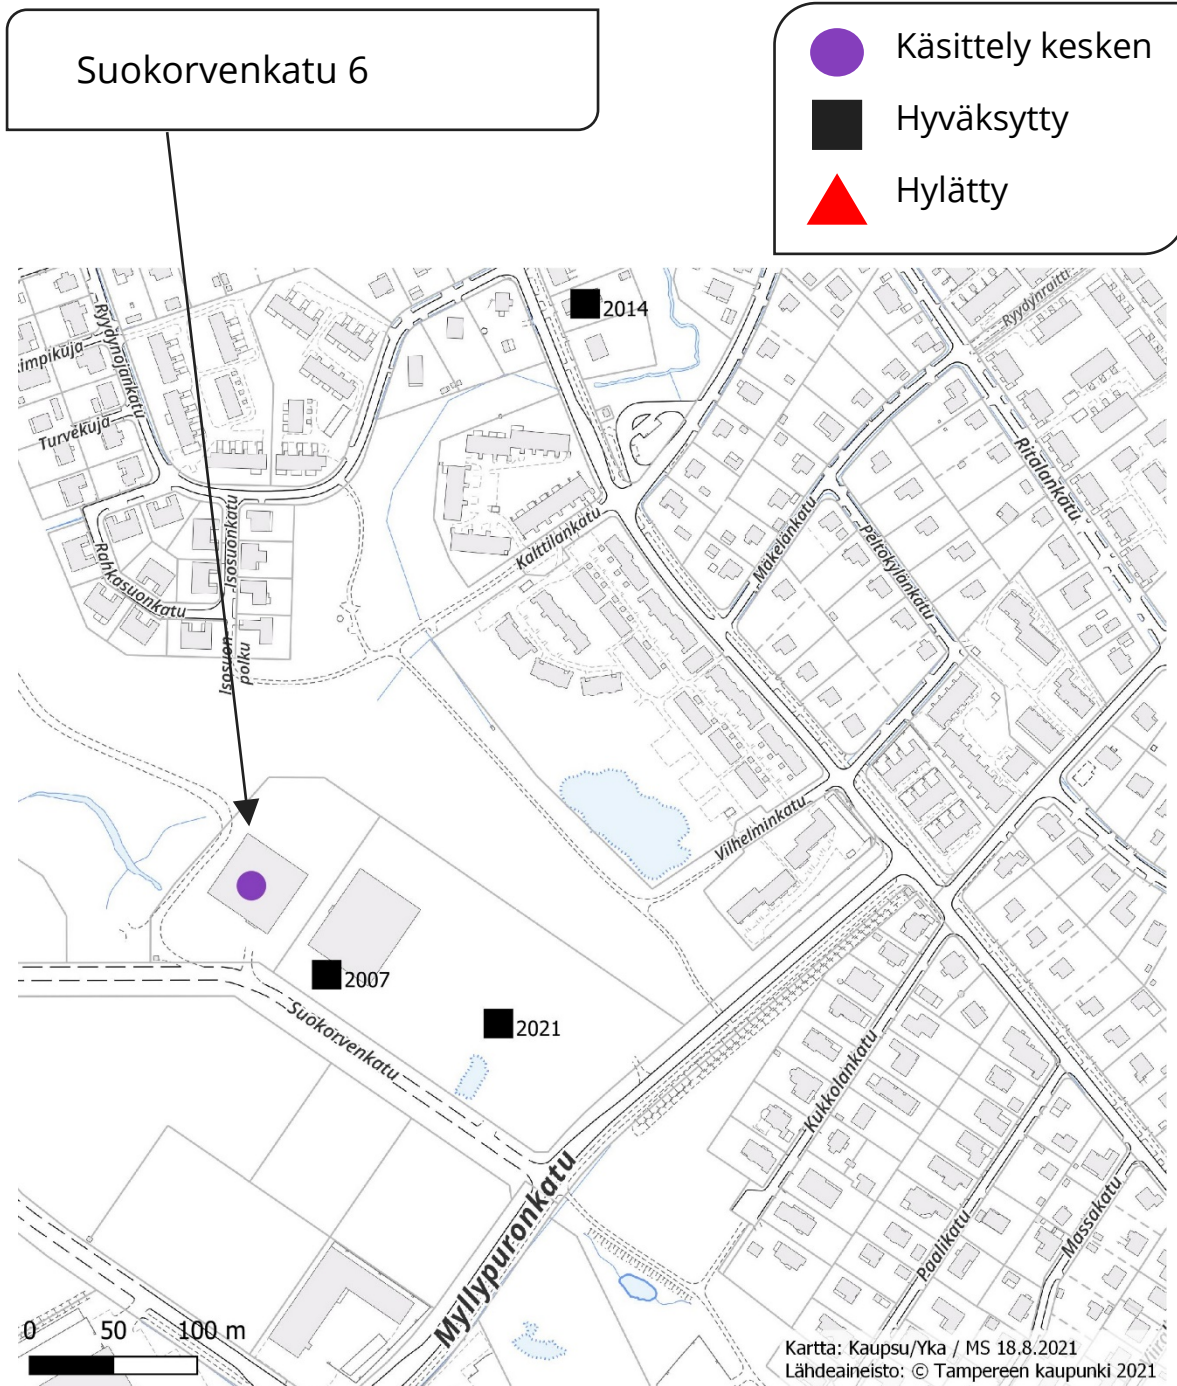 Suokorvenkatu 6
Käsittely kesken
Hyväksytty
Hylätty
2014
Ryydynraitti
Ryydynojankatu
impikuja
Turvekuja
Ritalankatu
Isosuonkatu
Kalttilankatu
Mäkelänkatu
Peltokylänkatu
Rahkasuonkatu
Isosuon
polku
Vilhelminkatu
2007
Suokorvenkatu
2021
Kukkolankatu
Myllypuronkatu
Paalikatu
Massakatu
0 50 100 m
Kartta: Kaupsu/Yka / MS 18.8.2021
Lähdeaineisto: © Tampereen kaupunki 2021